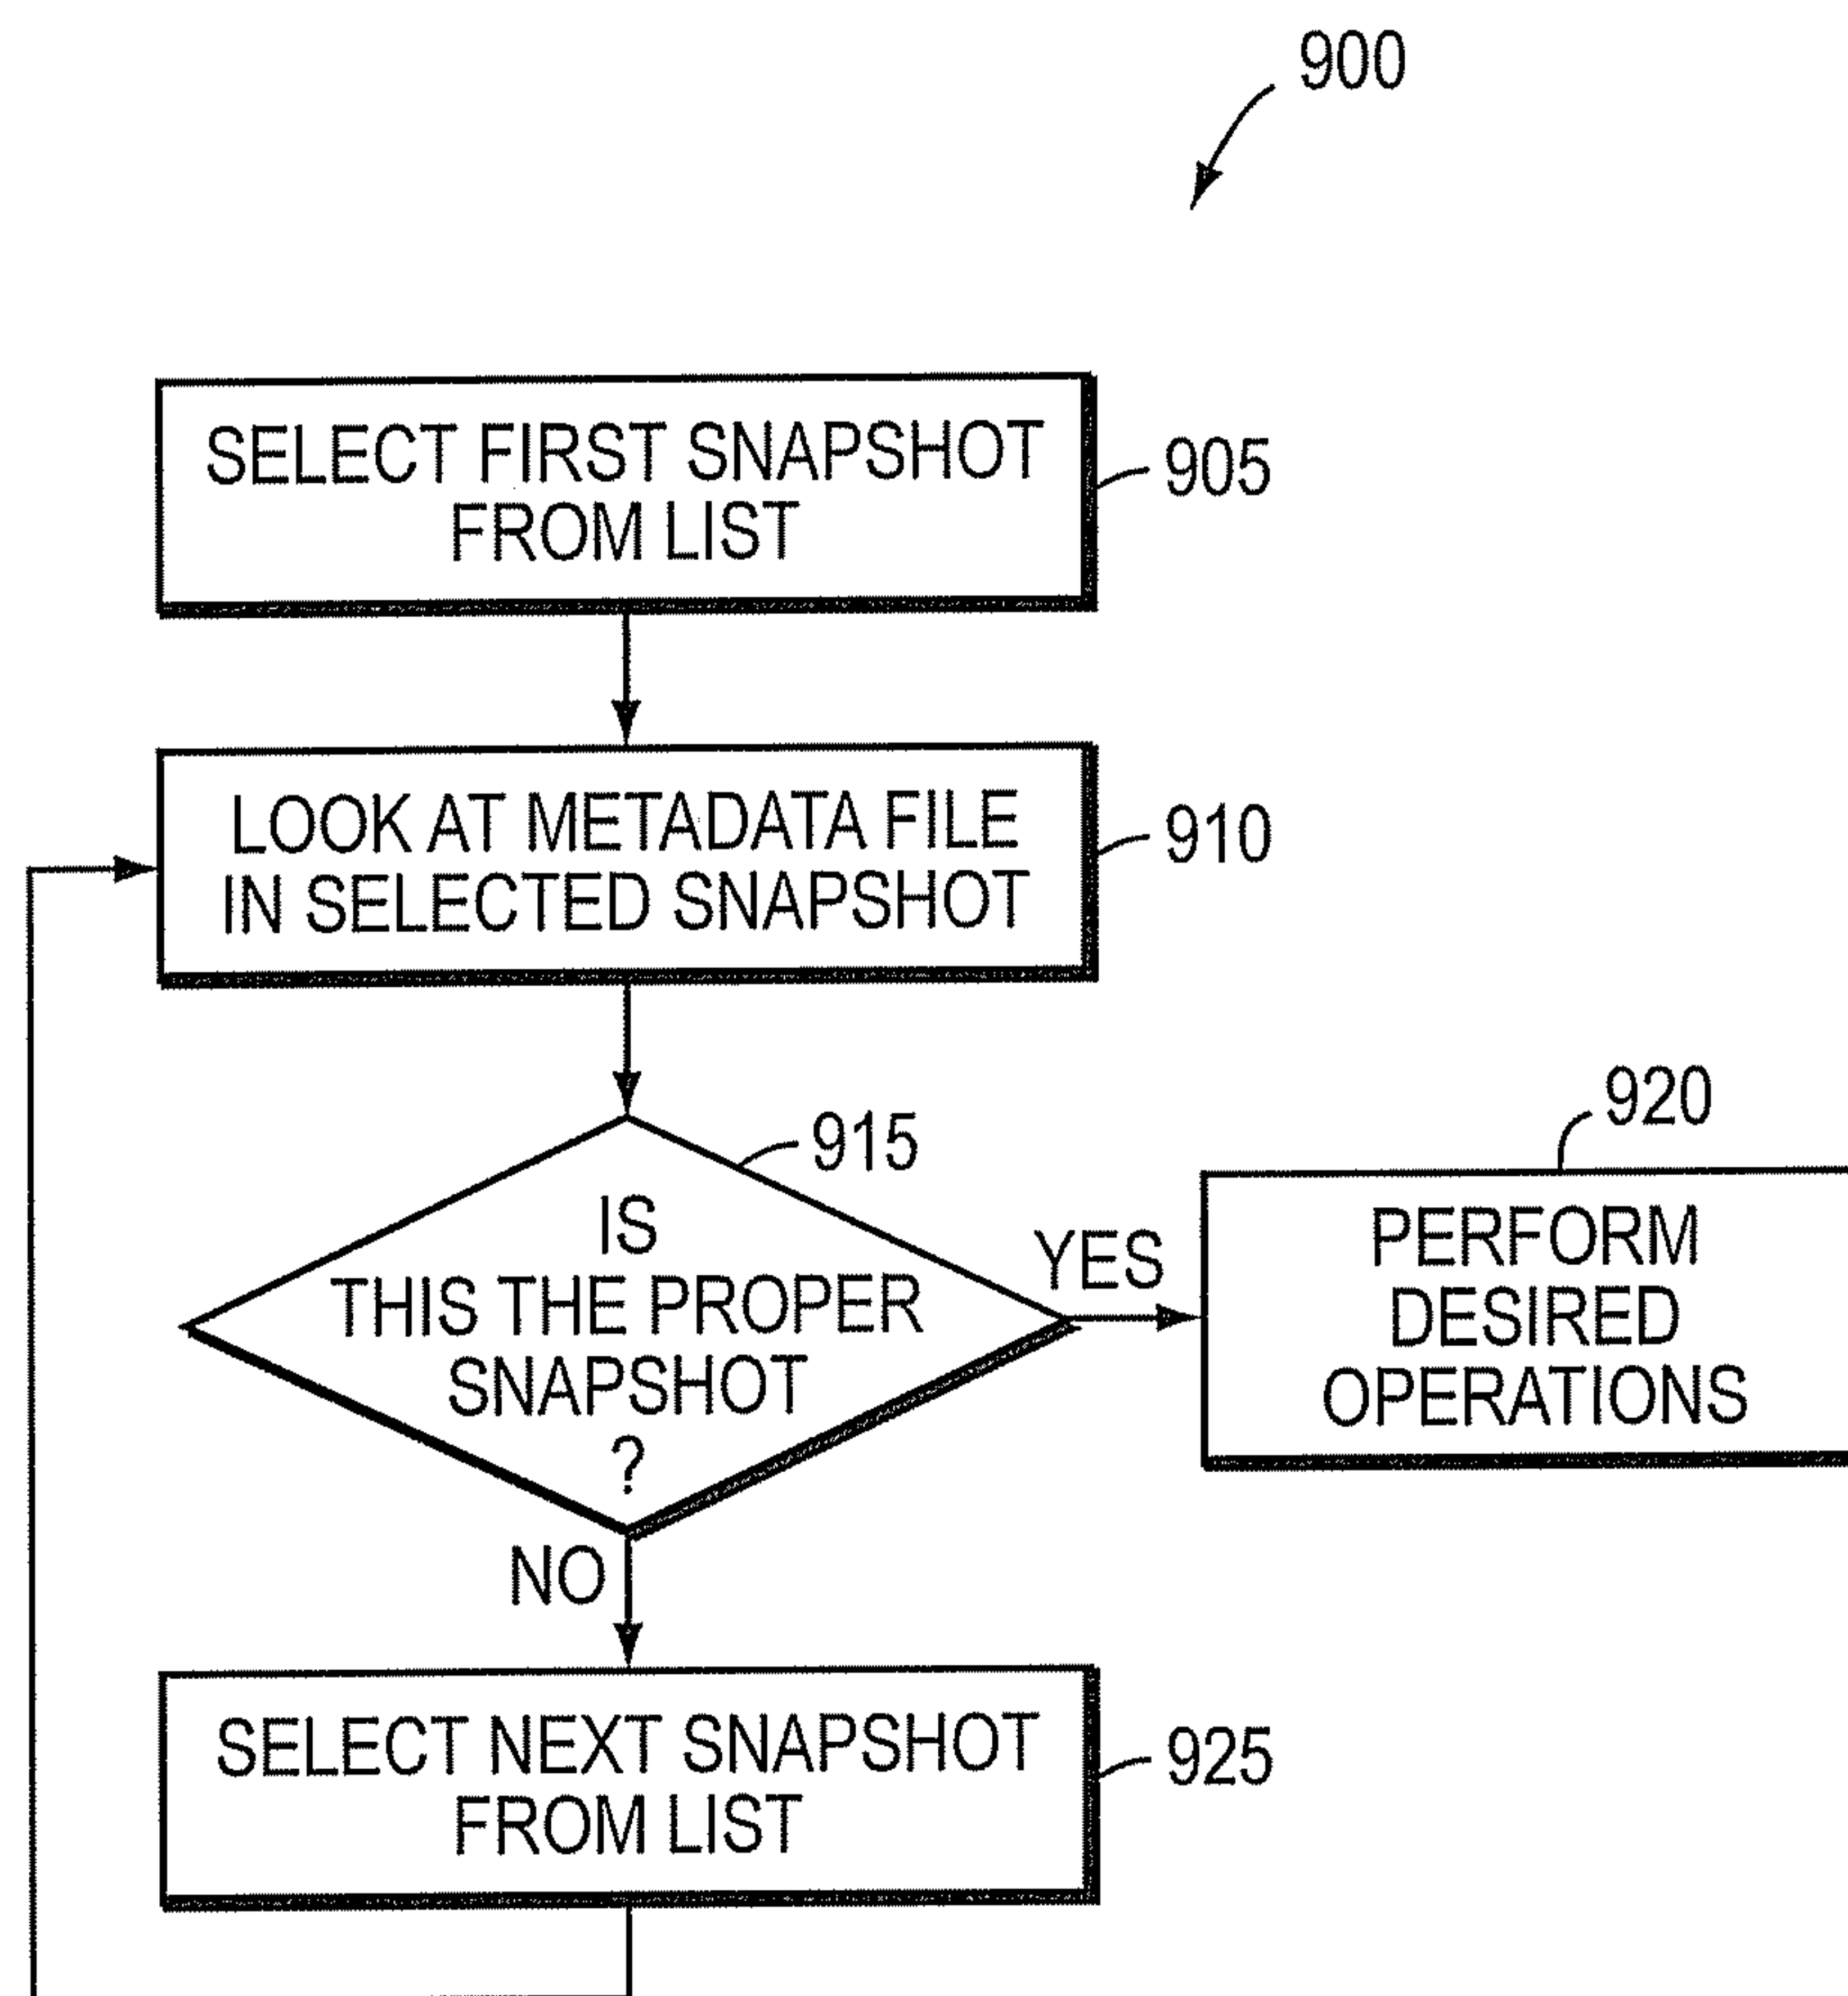 900
SELECT FIRST SNAPSHOT
FROM LIST
905
LOOK AT METADATA FILE
IN SELECTED SNAPSHOT
910
915
IS
THIS THE PROPER
SNAPSHOT
?
YES
920
PERFORM
DESIRED
OPERATIONS
NO
SELECT NEXT SNAPSHOT
FROM LIST
925